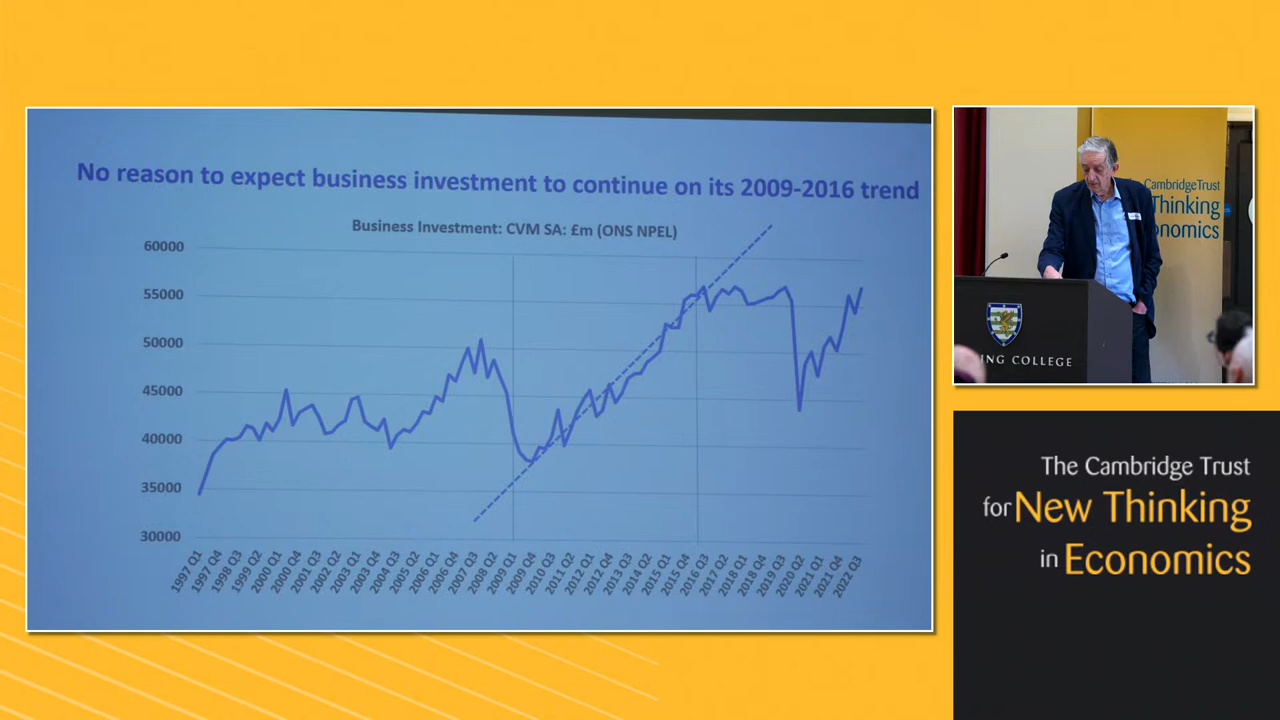 No reason to expect business investment to continue on its 2009-2016 trend
Business Investment: CVM SA: £m (ONS NPEL)
60000
55000
50000
45000
40000
35000
30000
1997 Q1
1997 Q4
1998 Q3
1999 Q2
2000 Q1
2000 Q4
2001 Q3
2002 Q2
2003 Q1
2003 Q4
2004 Q3
2005 Q2
2006 Q1
2006 Q4
2007 Q3
2008 Q2
2009 Q1
2009 Q4
2010 Q3
2011 Q2
2012 Q1
2012 Q4
2013 Q3
2014 Q2
2015 Q1
2015 Q4
2016 Q3
2017 Q2
2018 Q1
2018 Q4
2019 Q3
2020 Q2
2021 Q1
2021 Q4
2022 Q3
CambridgeTrust
Thinking
onomics
NG COLLEGE
The Cambridge Trust
for New Thinking
in Economics